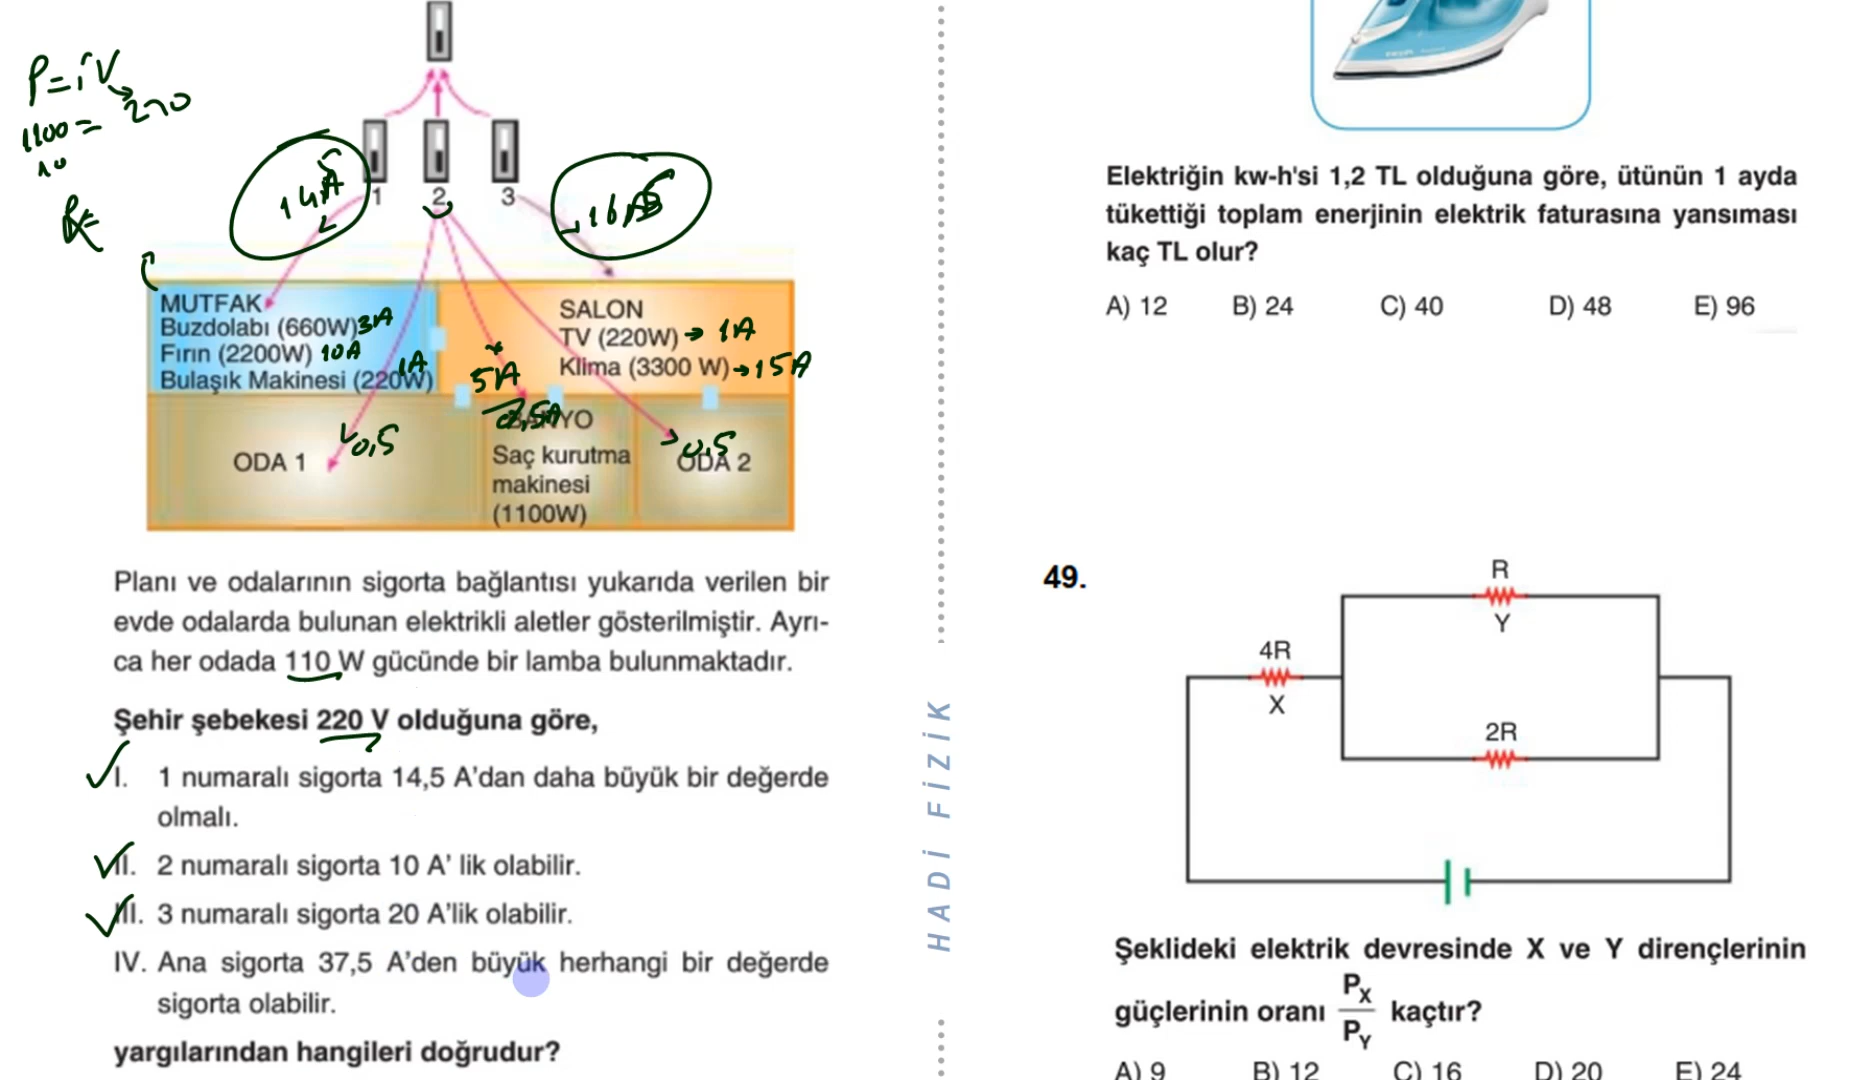 P=iV
220
1100=
10
14,5A
16,5
1
2
3
MUTFAK
Buzdolabı (660W) 3A
Fırın (2200W) 10A
Bulaşık Makinesi (220W) 1A
SALON
TV (220W) → 1A
Klima (3300 W) → 15A
5A
0,5A
BANYO
Saç kurutma
makinesi
(1100W)
0,5
ODA 1
0,5
ODA 2
Planı ve odalarının sigorta bağlantısı yukarıda verilen bir
evde odalarda bulunan elektrikli aletler gösterilmiştir. Ayrı-
ca her odada 110 W gücünde bir lamba bulunmaktadır.
Şehir şebekesi 220 V olduğuna göre,
I. 1 numaralı sigorta 14,5 A'dan daha büyük bir değerde
olmalı.
II. 2 numaralı sigorta 10 A' lik olabilir.
III. 3 numaralı sigorta 20 A'lik olabilir.
IV. Ana sigorta 37,5 A'den büyük herhangi bir değerde
sigorta olabilir.
yargılarından hangileri doğrudur?
HADİ FİZİK
Elektriğin kw-h'si 1,2 TL olduğuna göre, ütünün 1 ayda
tükettiği toplam enerjinin elektrik faturasına yansıması
kaç TL olur?
A) 12 B) 24 C) 40 D) 48 E) 96
49.
R
Y
4R
X
2R
Şeklideki elektrik devresinde X ve Y dirençlerinin
güçlerinin oranı PX/PY kaçtır?
A) 9 B) 12 C) 16 D) 20 E) 24